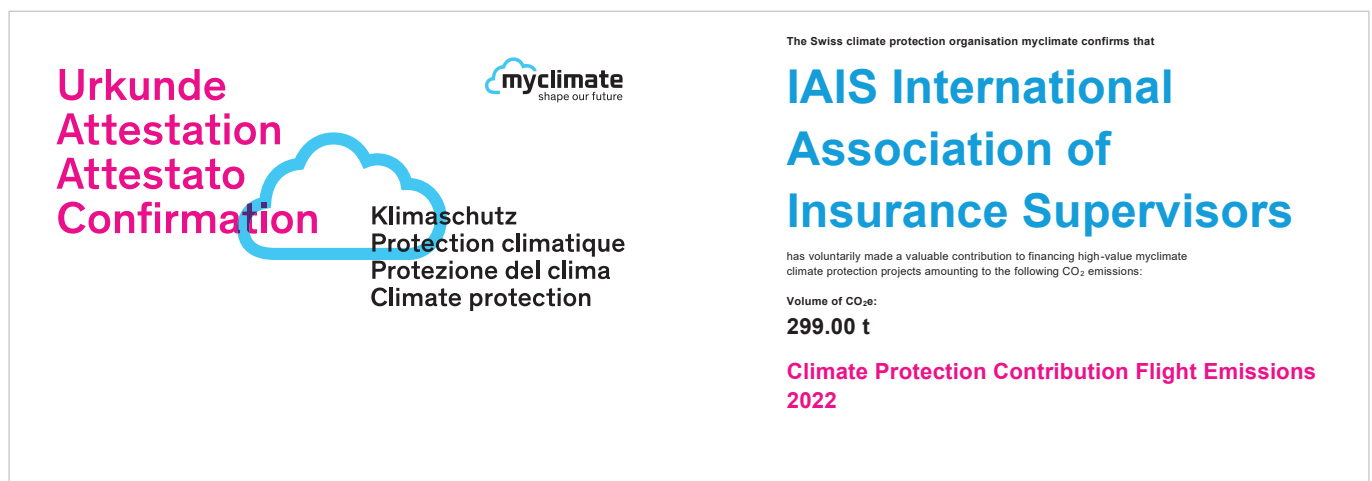 Urkunde
Attestation
Attestato
Confirmation
myclimate
shape our future
Klimaschutz
Protection climatique
Protezione del clima
Climate protection
The Swiss climate protection organisation myclimate confirms that
IAIS International
Association of
Insurance Supervisors
has voluntarily made a valuable contribution to financing high-value myclimate
climate protection projects amounting to the following CO₂ emissions:
Volume of CO₂e:
299.00 t
Climate Protection Contribution Flight Emissions
2022